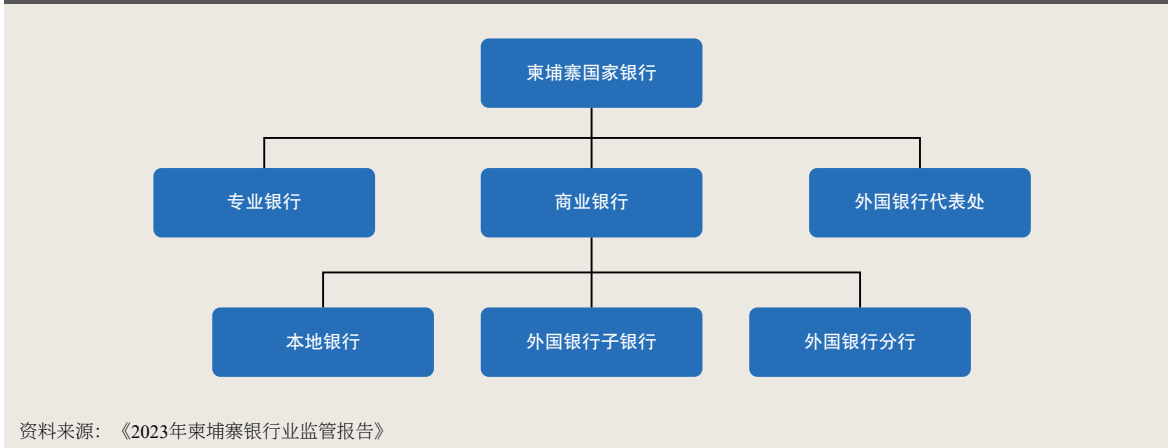 柬埔寨国家银行
专业银行
商业银行
外国银行代表处
本地银行
外国银行子银行
外国银行分行
资料来源：《2023年柬埔寨银行业监管报告》